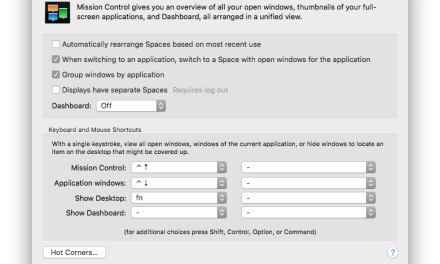 Mission Control gives you an overview of all your open windows, thumbnails of your full-
screen applications, and Dashboard, all arranged in a unified view.
Automatically rearrange Spaces based on most recent use
When switching to an application, switch to a Space with open windows for the application
Group windows by application
Displays have separate Spaces Requires log out
Dashboard: Off
Keyboard and Mouse Shortcuts
With a single keystroke, view all open windows, windows of the current application, or hide windows to locate an
item on the desktop that might be covered up.
Mission Control: ^ ↑ -
Application windows: ^ ↓ -
Show Desktop: fn -
Show Dashboard: - -
(for additional choices press Shift, Control, Option, or Command)
Hot Corners... ?